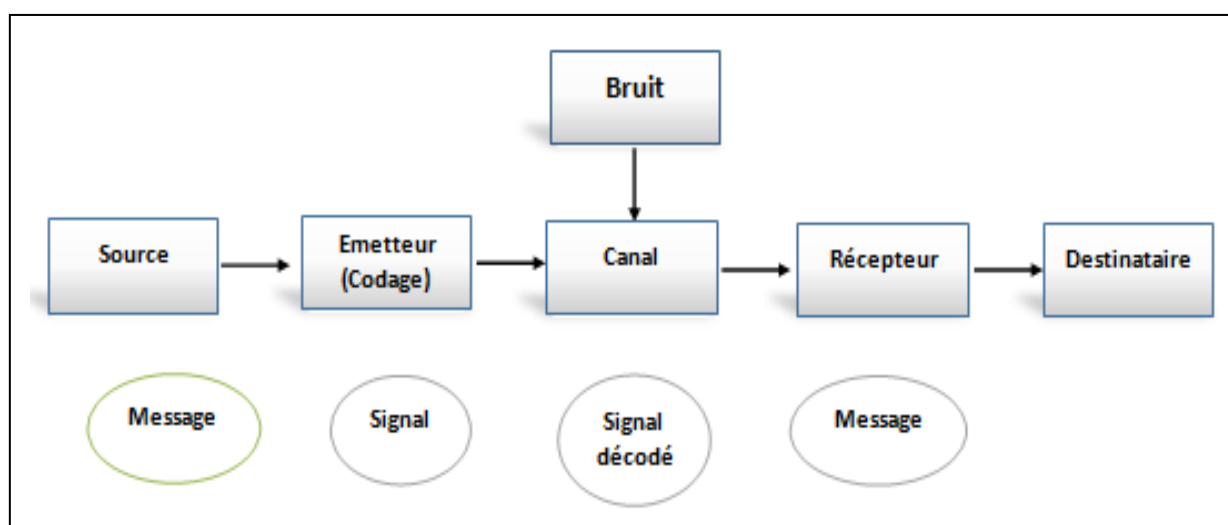 Bruit
Source
Emetteur
(Codage)
Canal
Récepteur
Destinataire
Message
Signal
Signal
décodé
Message